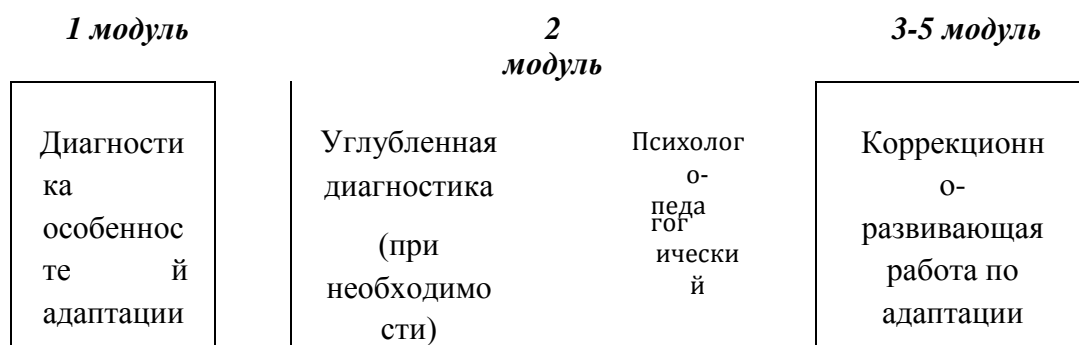 1 модуль
2
модуль
3-5 модуль
Диагности
ка
особеннос
те й
адаптации
Углубленная
диагностика
(при
необходимо
сти)
Психолог
о-
педа
гог
ически
й
Коррекционн
о-
развивающая
работа по
адаптации